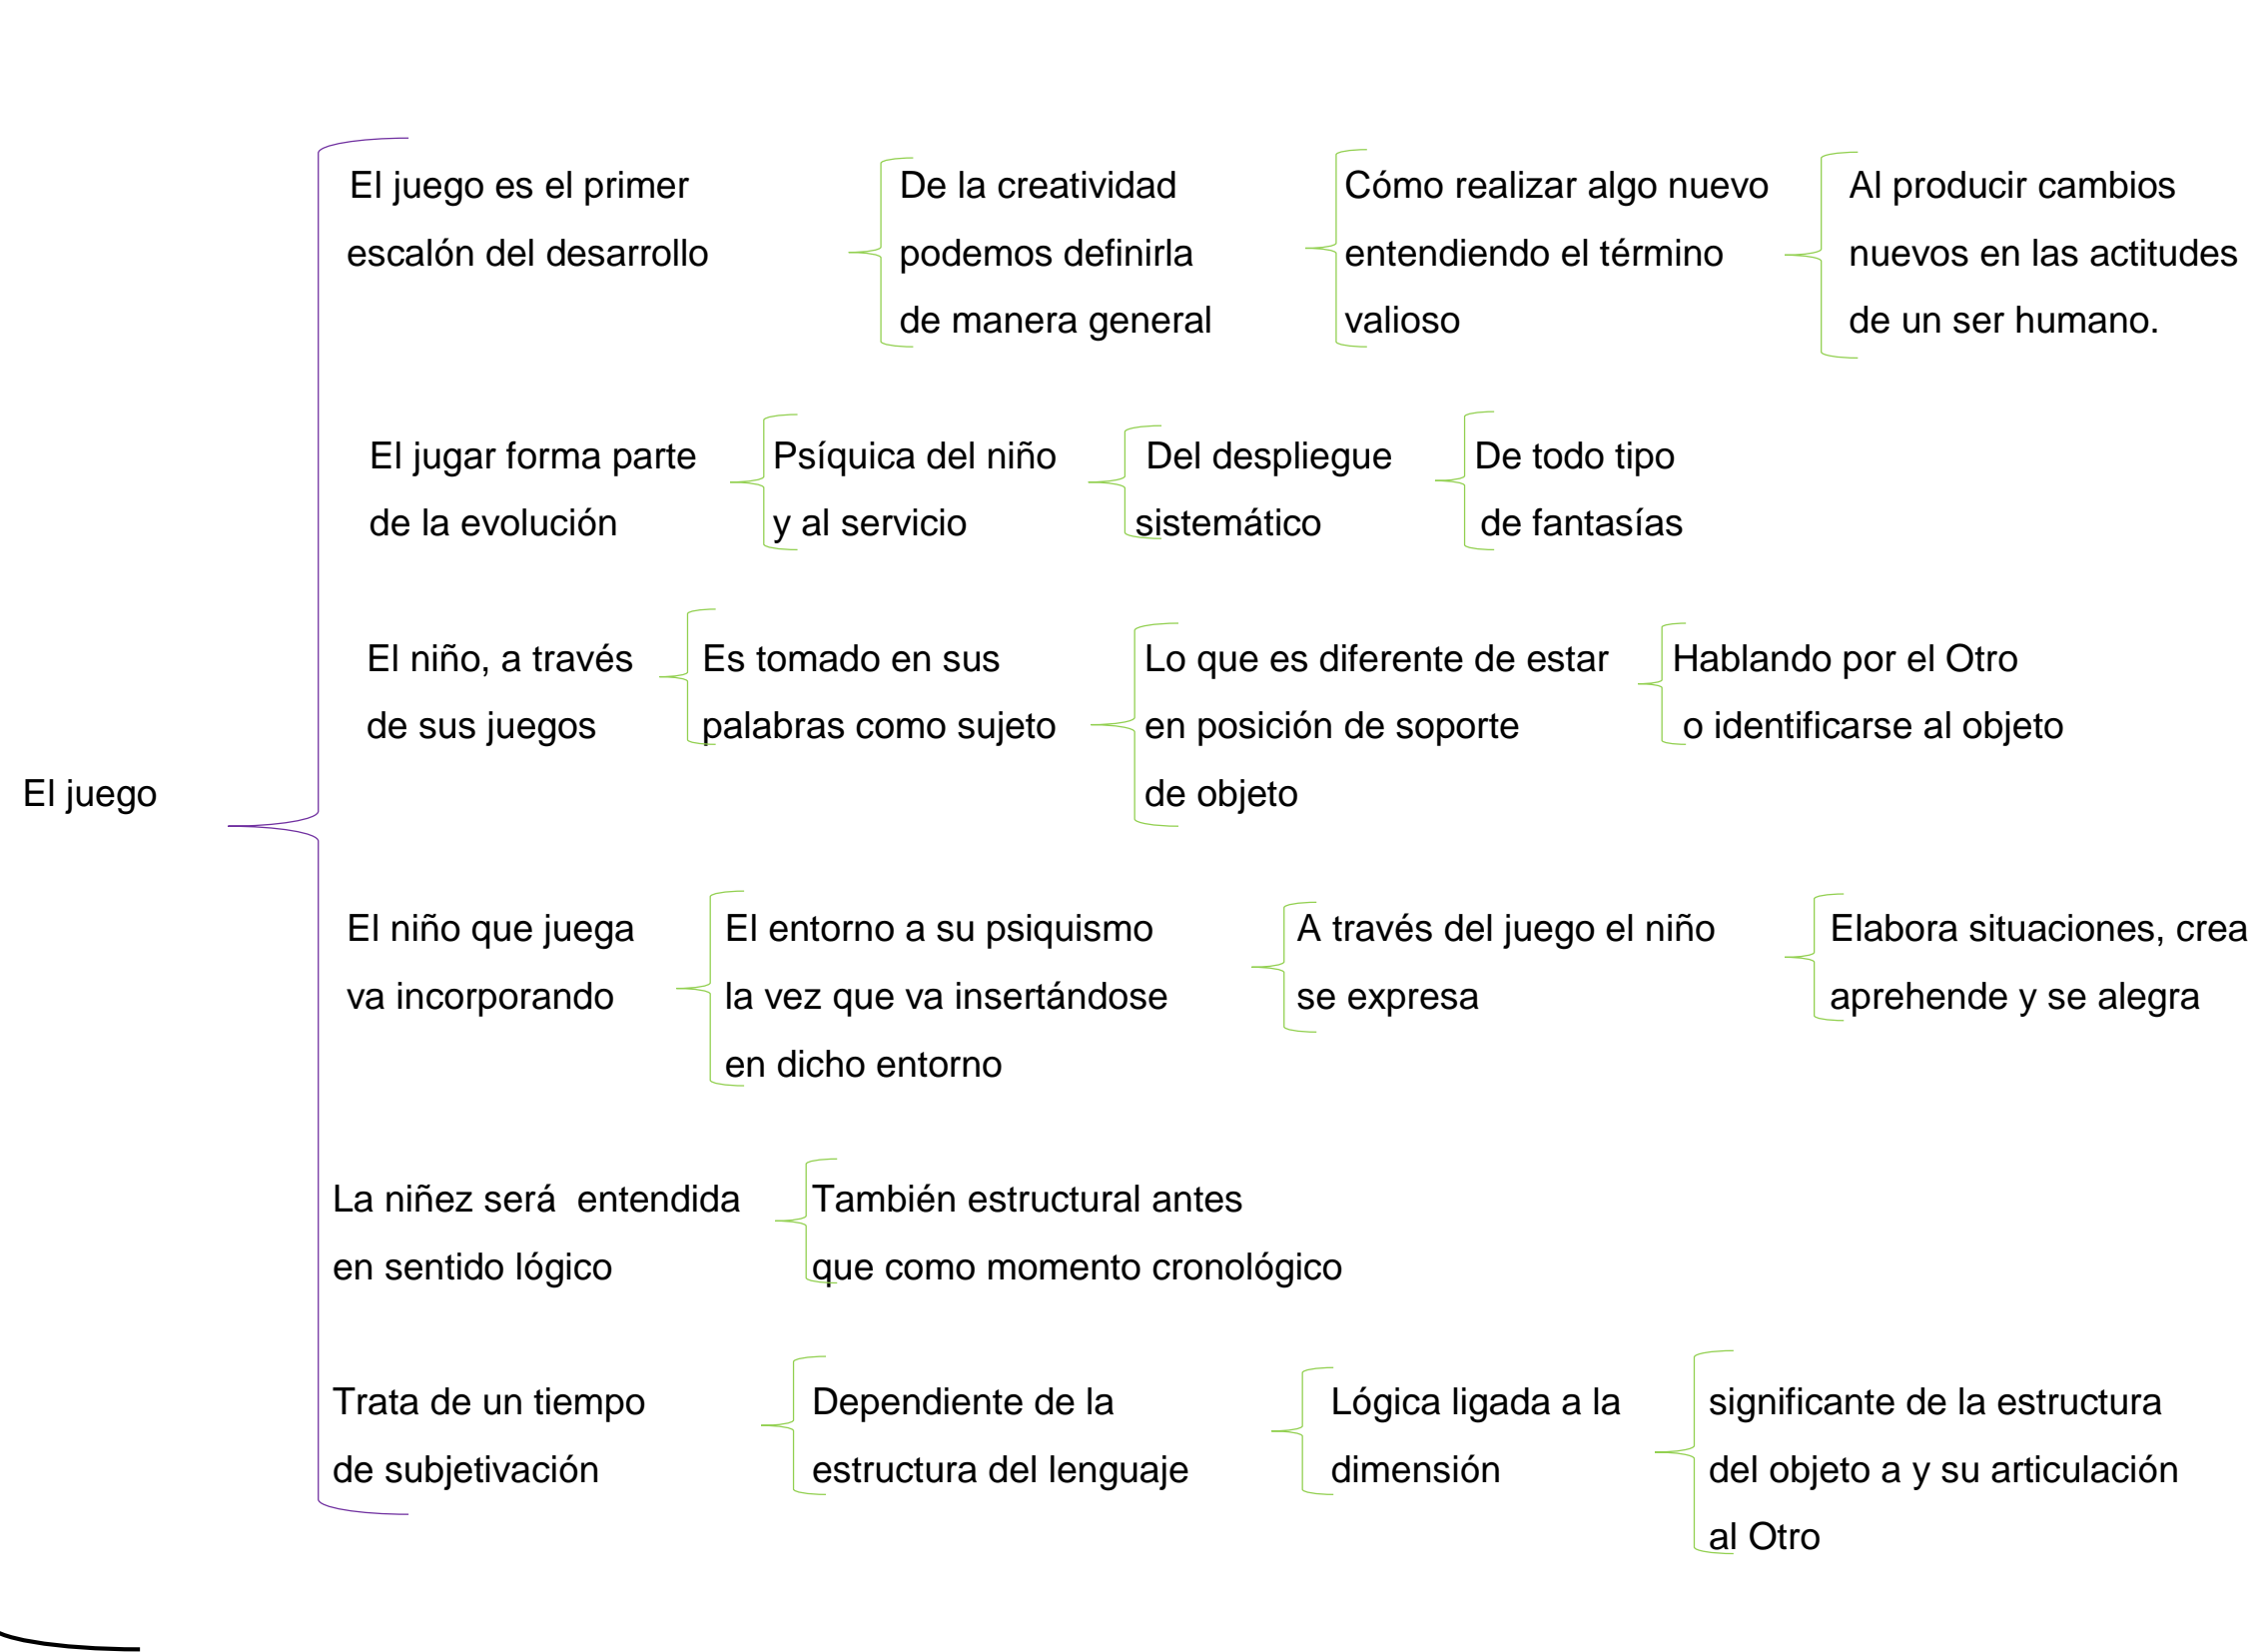 El juego
El juego es el primer
escalón del desarrollo
De la creatividad
podemos definirla
de manera general
Cómo realizar algo nuevo
entendiendo el término
valioso
Al producir cambios
nuevos en las actitudes
de un ser humano.
El jugar forma parte
de la evolución
Psíquica del niño
y al servicio
Del despliegue
sistemático
De todo tipo
de fantasías
El niño, a través
de sus juegos
Es tomado en sus
palabras como sujeto
Lo que es diferente de estar
en posición de soporte
de objeto
Hablando por el Otro
o identificarse al objeto
El niño que juega
va incorporando
El entorno a su psiquismo
la vez que va insertándose
en dicho entorno
A través del juego el niño
se expresa
Elabora situaciones, crea
aprehende y se alegra
La niñez será  entendida
en sentido lógico
También estructural antes
que como momento cronológico
Trata de un tiempo
de subjetivación
Dependiente de la
estructura del lenguaje
Lógica ligada a la
dimensión
significante de la estructura
del objeto a y su articulación
al Otro